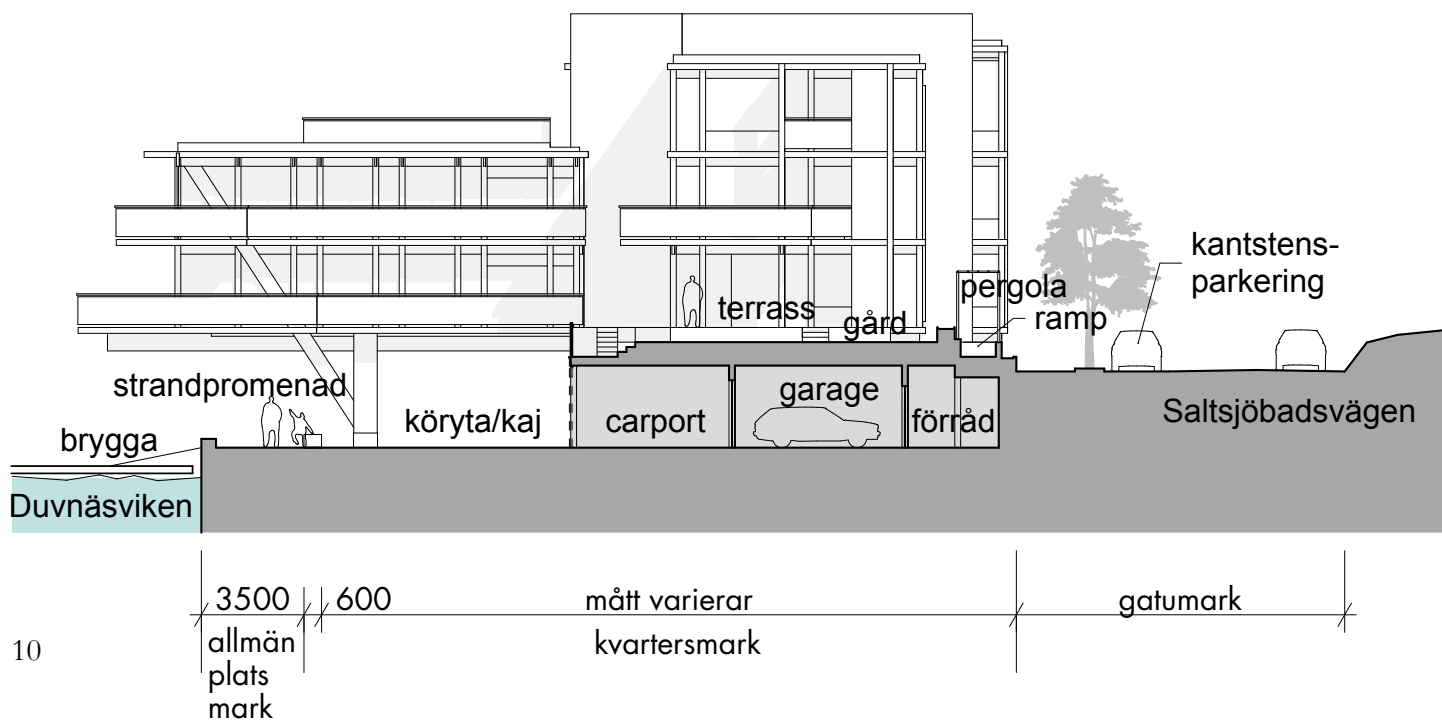 kantstens-
parkering
pergola
terrass
ramp
gård
strandpromenad
garage
köryta/kaj
carport
förråd
Saltsjöbadsvägen
brygga
Duvnäsviken
3500
600
mått varierar
gatumark
allmän
plats
mark
kvartersmark
10